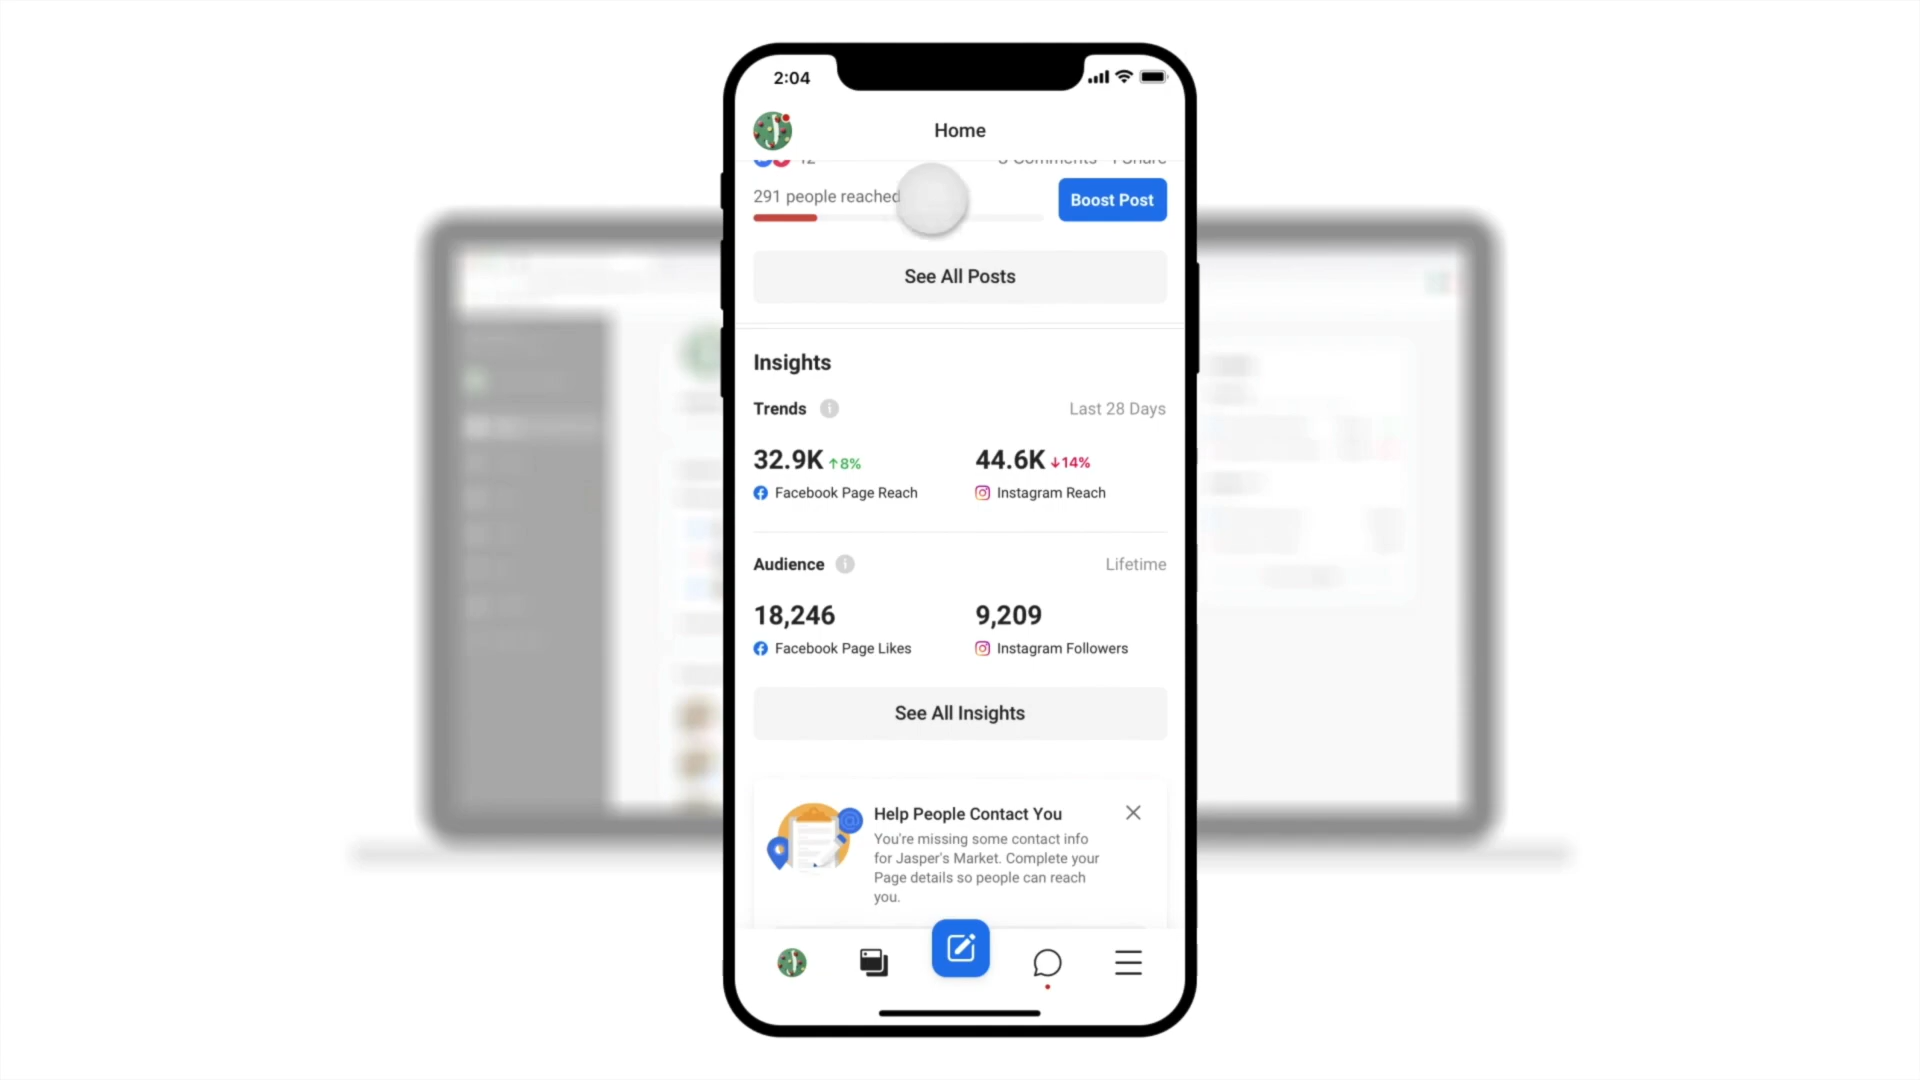 2:04
Home
291 people reached
Boost Post
See All Posts
Insights
Trends
Last 28 Days
32.9K ↑8%
44.6K ↓14%
Facebook Page Reach
Instagram Reach
Audience
Lifetime
18,246
9,209
Facebook Page Likes
Instagram Followers
See All Insights
Help People Contact You
You're missing some contact info
for Jasper's Market. Complete your
Page details so people can reach
you.